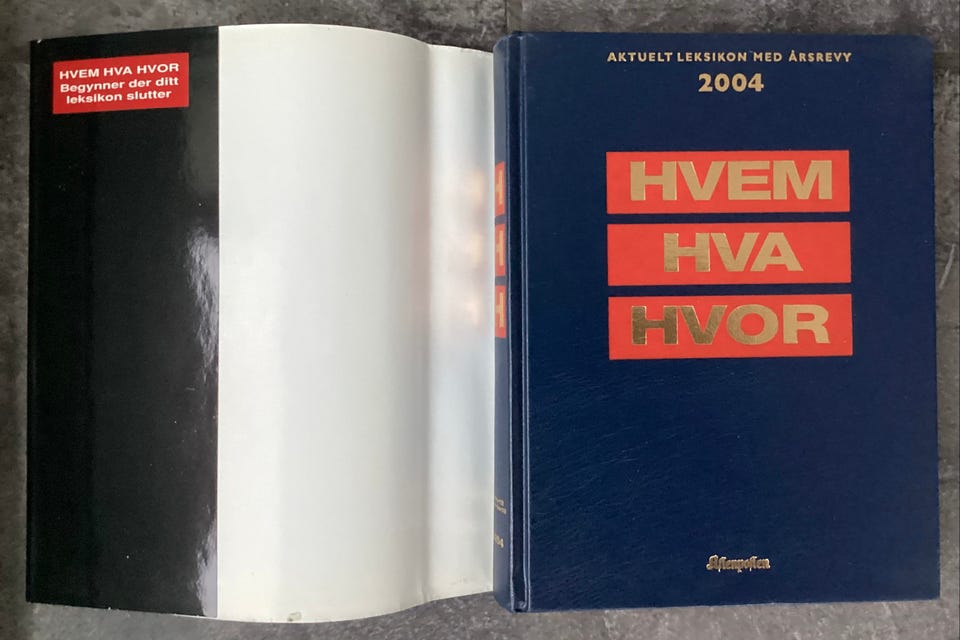 HVEM HVA HVOR
Begynner der ditt
leksikon slutter
H
H
H
AKTUELT LEKSIKON MED ÅRSREVY
2004
HVEM
HVA
HVOR
Aftenposten